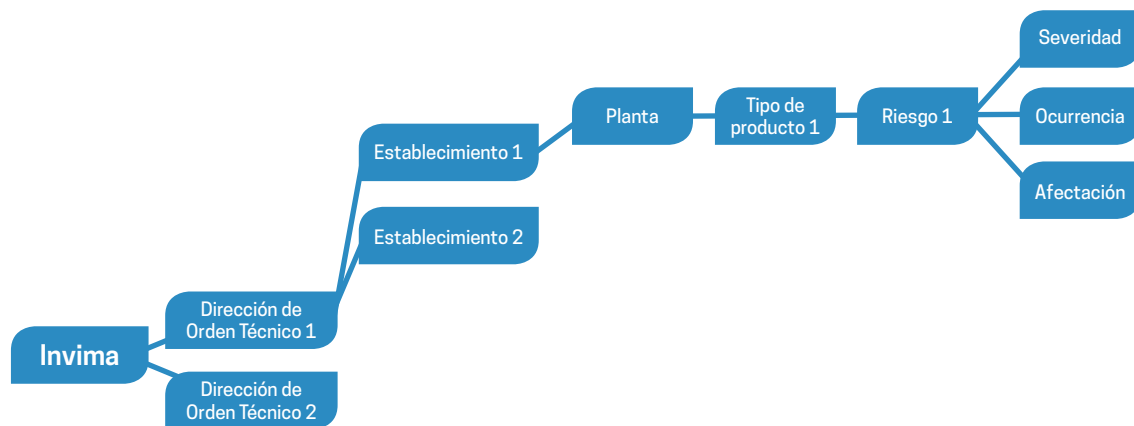 Severidad
Planta
Tipo de
producto 1
Riesgo 1
Ocurrencia
Establecimiento 1
Afectación
Establecimiento 2
Dirección de
Orden Técnico 1
Invima
Dirección de
Orden Técnico 2